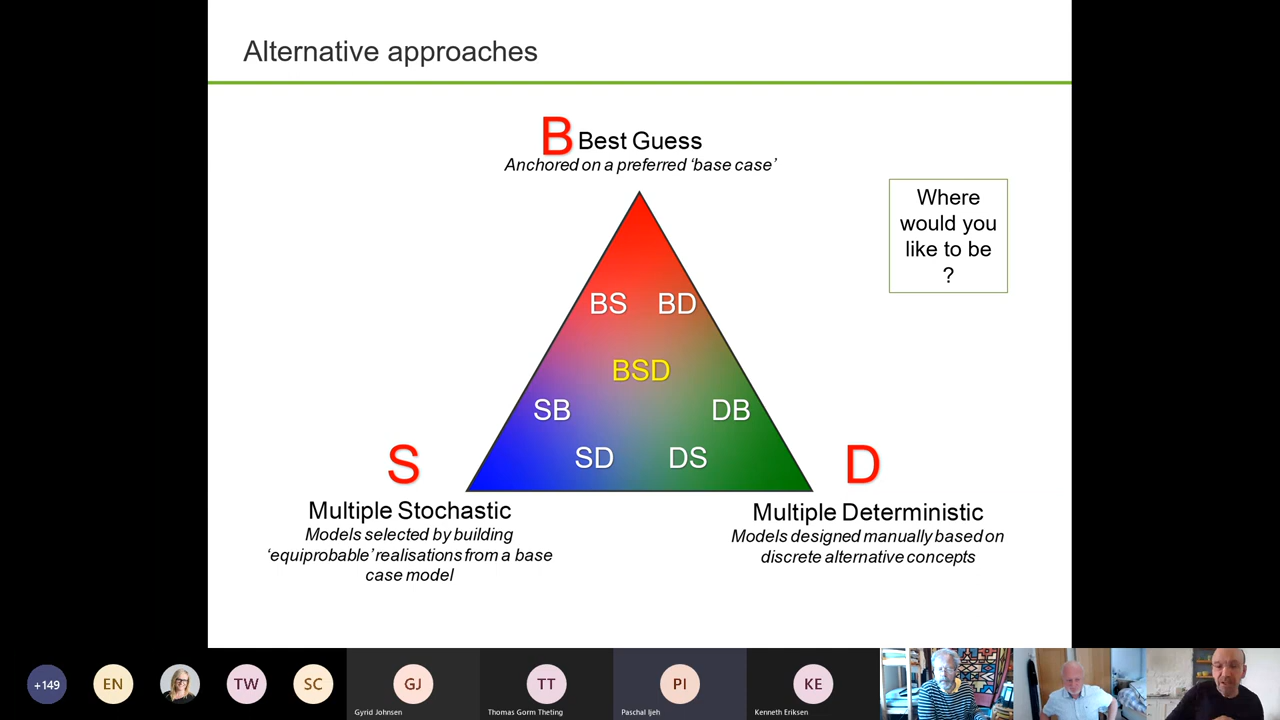 Alternative approaches
B Best Guess
Anchored on a preferred ‘base case’
Where
would you
like to be
?
BS BD
BSD
SB DB
SD DS
S
Multiple Stochastic
Models selected by building
‘equiprobable’ realisations from a base
case model
D
Multiple Deterministic
Models designed manually based on
discrete alternative concepts
+149
EN
TW
SC
GJ
Gyrid Johnsen
TT
Thomas Gorm Theting
PI
Paschal Ijeh
KE
Kenneth Eriksen